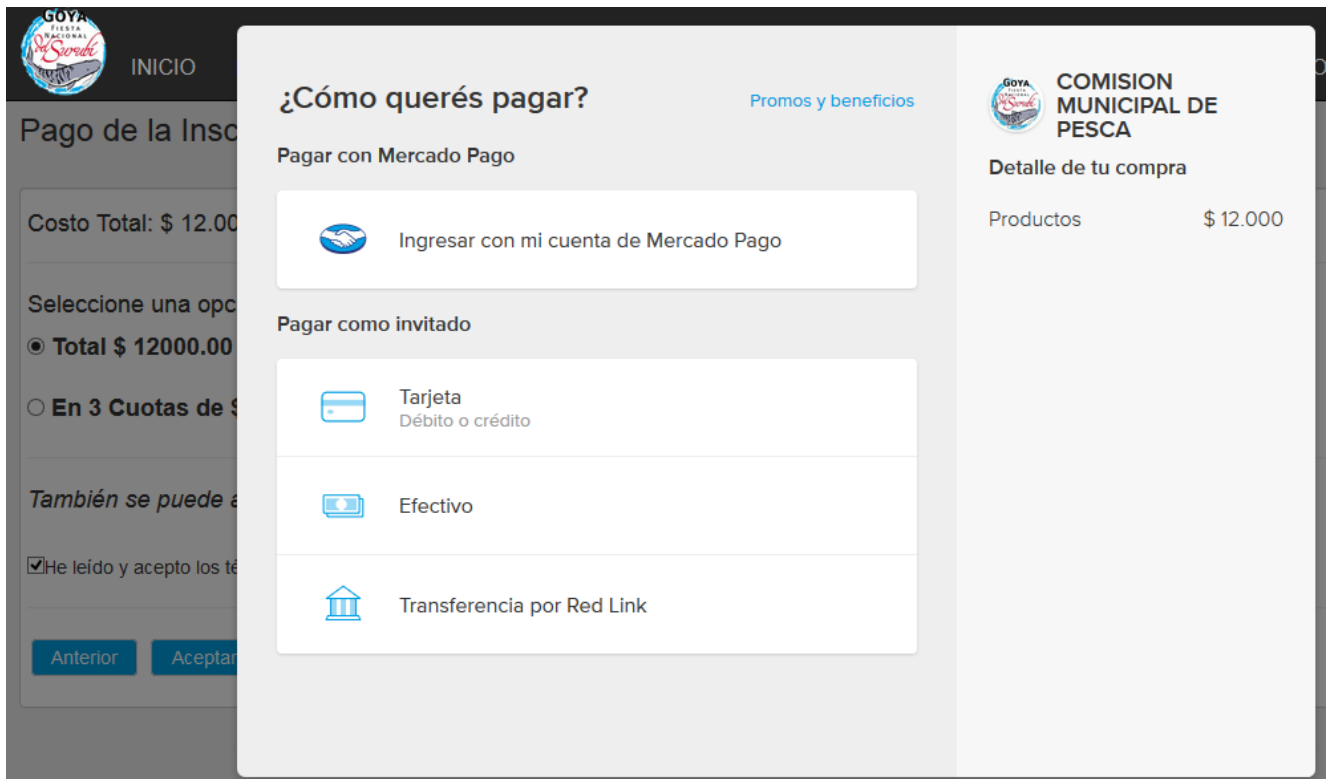 GOYA
FIESTA
NACIONAL
del Surubí
INICIO
Pago de la Insc
Costo Total: $ 12.00
Seleccione una opc
Total $ 12000.00
En 3 Cuotas de $
También se puede a
He leído y acepto los té
Anterior
Aceptar
¿Cómo querés pagar?
Promos y beneficios
Pagar con Mercado Pago
Ingresar con mi cuenta de Mercado Pago
Pagar como invitado
Tarjeta
Débito o crédito
Efectivo
Transferencia por Red Link
GOYA
COMISION
MUNICIPAL DE
PESCA
Detalle de tu compra
Productos $ 12.000